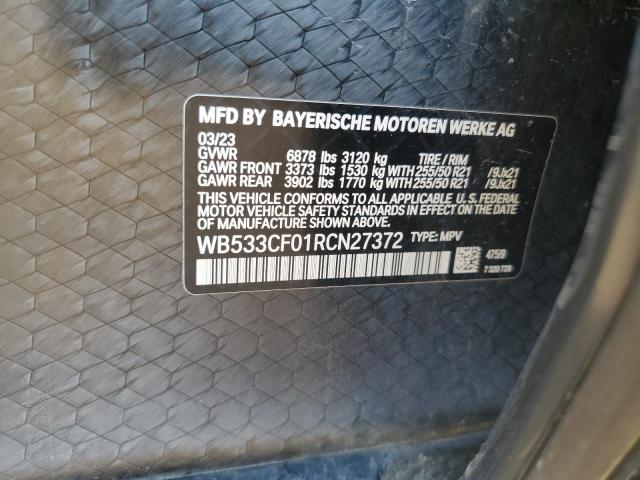 MFD BY BAYERISCHE MOTOREN WERKE AG
03/23
GVWR 6878 lbs 3120 kg TIRE / RIM
GAWR FRONT 3373 lbs 1530 kg WITH 255/50 R21 /9Jx21
GAWR REAR 3902 lbs 1770 kg WITH 255/50 R21 /9Jx21
THIS VEHICLE CONFORMS TO ALL APPLICABLE U. S. FEDERAL
MOTOR VEHICLE SAFETY STANDARDS IN EFFECT ON THE DATE
OF MANUFACTURE SHOWN ABOVE.
WB533CF01RCN27372 TYPE: MPV
475/9